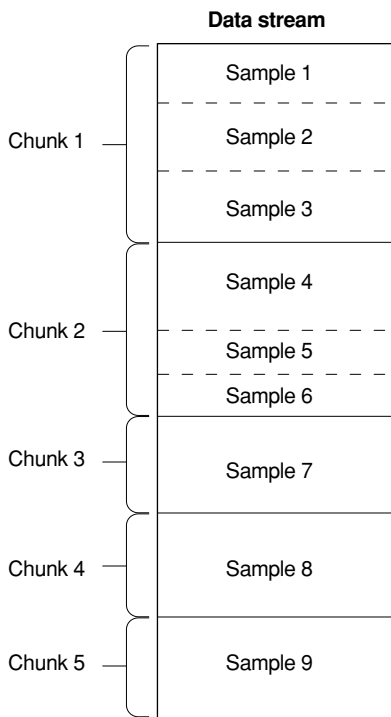 Data stream
Sample 1
Chunk 1
Sample 2
Sample 3
Sample 4
Chunk 2
Sample 5
Sample 6
Chunk 3
Sample 7
Chunk 4
Sample 8
Chunk 5
Sample 9